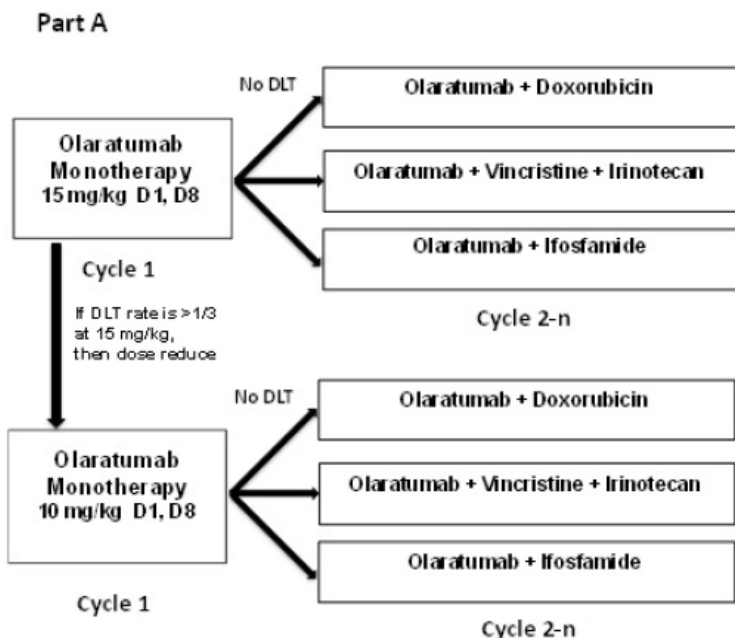 Part A
No DLT
Olaratumab + Doxorubicin
Olaratumab
Monotherapy
15 mg/kg D1, D8
Olaratumab + Vincristine + Irinotecan
Olaratumab + Ifosfamide
Cycle 1
Cycle 2-n
If DLT rate is >1/3
at 15 mg/kg,
then dose reduce
No DLT
Olaratumab + Doxorubicin
Olaratumab
Monotherapy
10 mg/kg D1, D8
Olaratumab + Vincristine + Irinotecan
Olaratumab + Ifosfamide
Cycle 1
Cycle 2-n